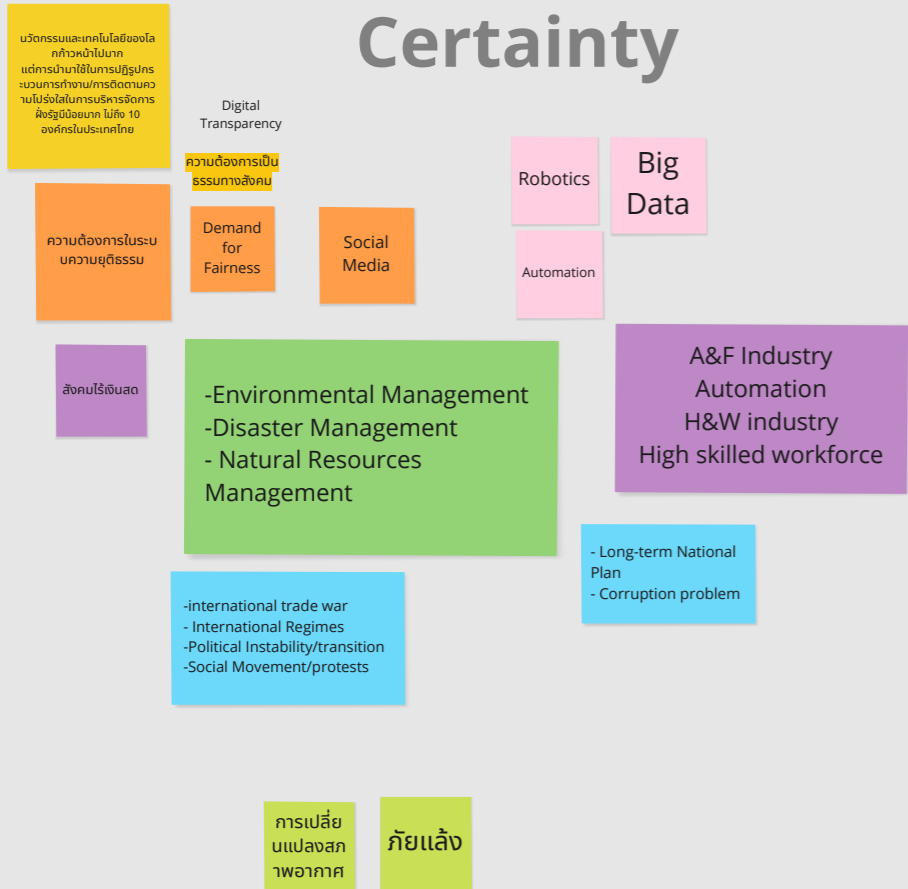 Certainty
นวัตกรรมและเทคโนโลยีของโล
กก้าวหน้าไปมาก
แต่การนำมาใช้ในการปฏิรูปกร
ะบวนการทำงาน/การติดตามคว
ามโปร่งใสในการบริหารจัดการ
ฝั่งรัฐมีน้อยมาก ไม่ถึง 10
องค์กรในประเทศไทย
Digital
Transparency
ความต้องการเป็น
ธรรมทางสังคม
Robotics
Big
Data
ความต้องการในระบ
บความยุติธรรม
Demand
for
Fairness
Social
Media
Automation
สังคมไร้เงินสด
-Environmental Management
-Disaster Management
- Natural Resources
Management
A&F Industry
Automation
H&W industry
High skilled workforce
- Long-term National
Plan
- Corruption problem
-international trade war
- International Regimes
-Political Instability/transition
-Social Movement/protests
การเปลี่ย
นแปลงสภ
าพอากาศ
ภัยแล้ง